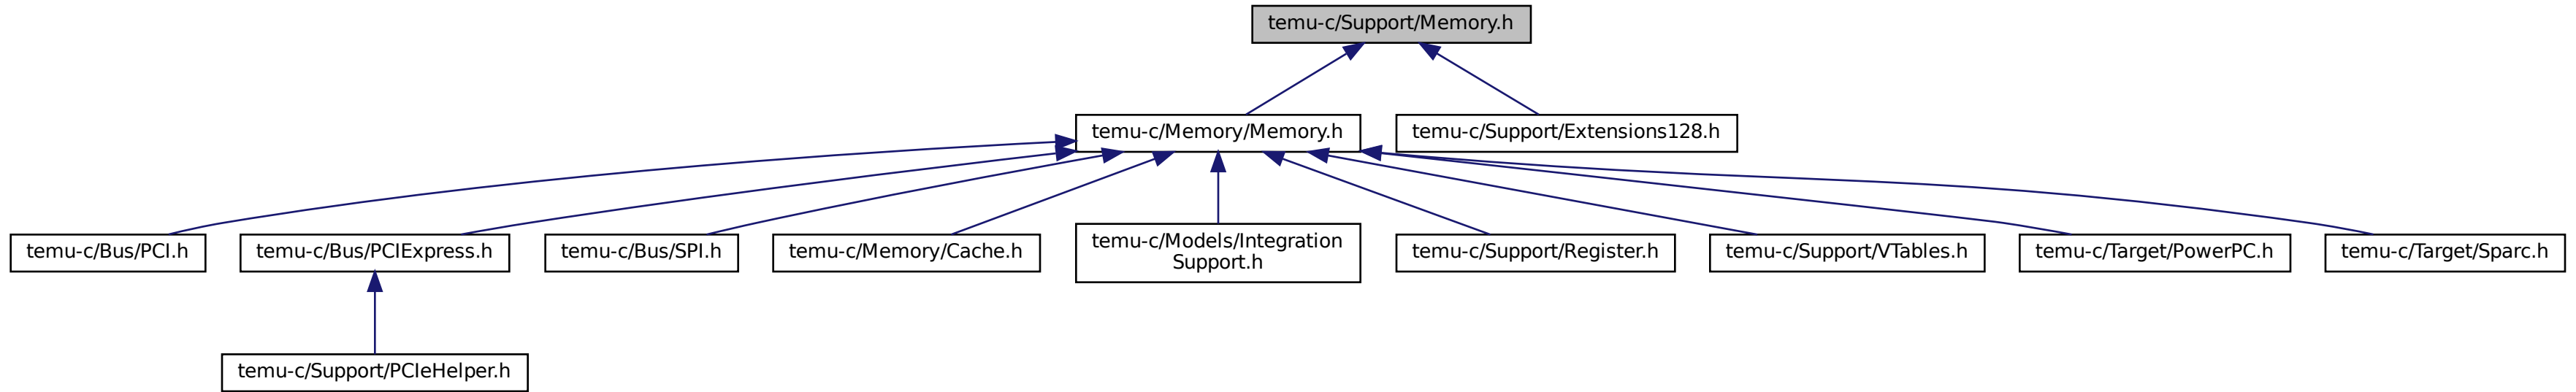 temu-c/Support/Memory.h
temu-c/Memory/Memory.h
temu-c/Support/Extensions128.h
temu-c/Bus/PCI.h
temu-c/Bus/PCIExpress.h
temu-c/Bus/SPI.h
temu-c/Memory/Cache.h
temu-c/Models/Integration
Support.h
temu-c/Support/Register.h
temu-c/Support/VTables.h
temu-c/Target/PowerPC.h
temu-c/Target/Sparc.h
temu-c/Support/PCIeHelper.h